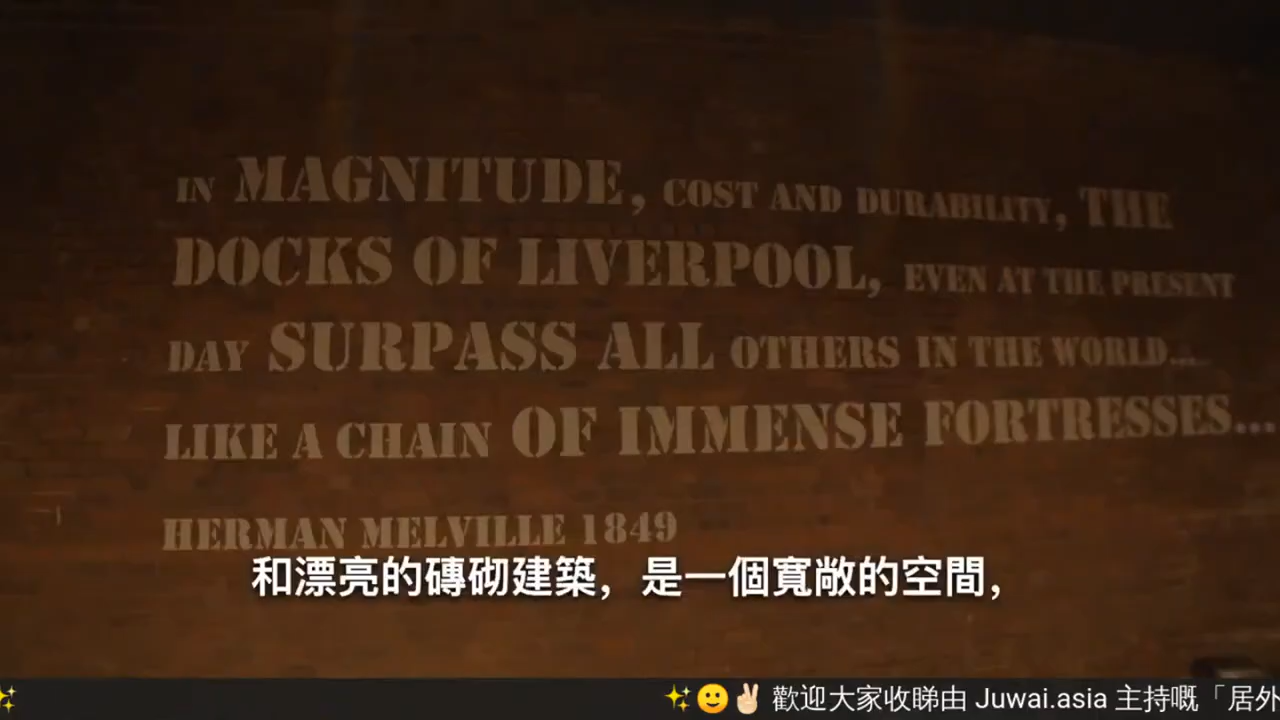 IN MAGNITUDE, COST AND DURABILITY, THE
DOCKS OF LIVERPOOL, EVEN AT THE PRESENT
DAY SURPASS ALL OTHERS IN THE WORLD...
LIKE A CHAIN OF IMMENSE FORTRESSES...
HERMAN MELVILLE 1849
和漂亮的磚砌建築，是一個寬敞的空間，
✨ ✨🙂✌🏻 歡迎大家收睇由 Juwai.asia 主持嘅「居外